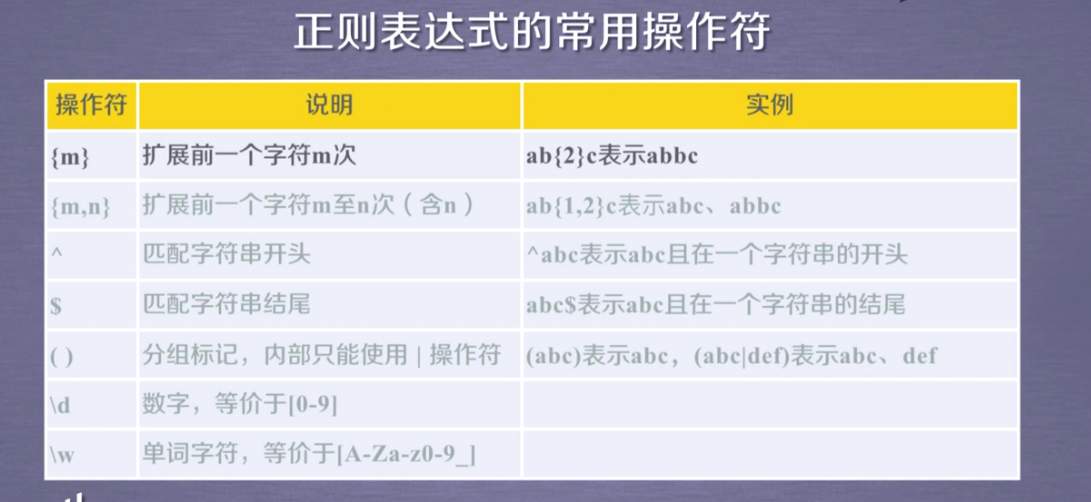 正则表达式的常用操作符
操作符 说明 实例
{m} 扩展前一个字符m次 ab{2}c表示abbc
{m,n} 扩展前一个字符m至n次（含n） ab{1,2}c表示abc、abbc
^ 匹配字符串开头 ^abc表示abc且在一个字符串的开头
$ 匹配字符串结尾 abc$表示abc且在一个字符串的结尾
( ) 分组标记，内部只能使用 | 操作符 (abc)表示abc，(abc|def)表示abc、def
\d 数字，等价于[0-9]
\w 单词字符，等价于[A-Za-z0-9_]